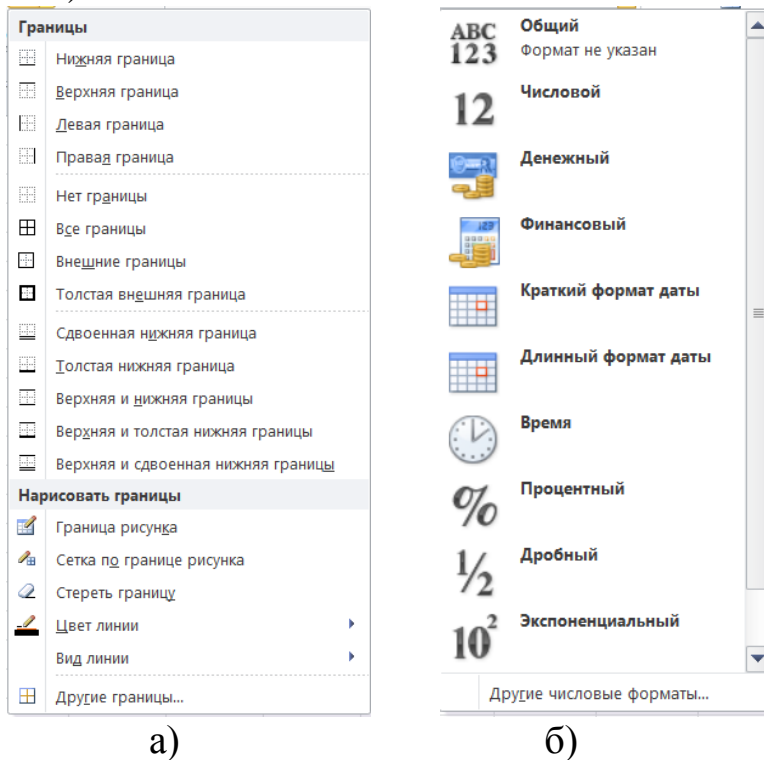 Границы
Нижняя граница
Верхняя граница
Левая граница
Правая граница
Нет границы
Все границы
Внешние границы
Толстая внешняя граница
Сдвоенная нижняя граница
Толстая нижняя граница
Верхняя и нижняя границы
Верхняя и толстая нижняя границы
Верхняя и сдвоенная нижняя границы
Нарисовать границы
Граница рисунка
Сетка по границе рисунка
Стереть границу
Цвет линии
Вид линии
Другие границы...
а)
ABC
123
Общий
Формат не указан
12
Числовой
Денежный
Финансовый
Краткий формат даты
Длинный формат даты
Время
%
Процентный
1/2
Дробный
10²
Экспоненциальный
Другие числовые форматы...
б)